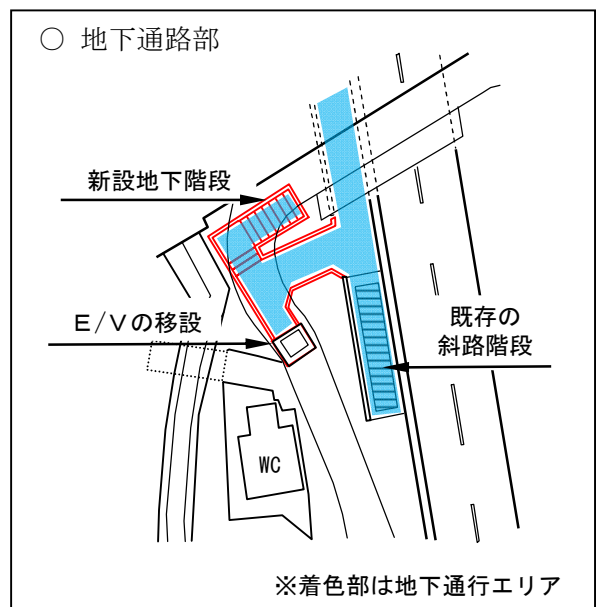 ○ 地下通路部
新設地下階段
E/Vの移設
既存の
斜路階段
WC
※着色部は地下通行エリア